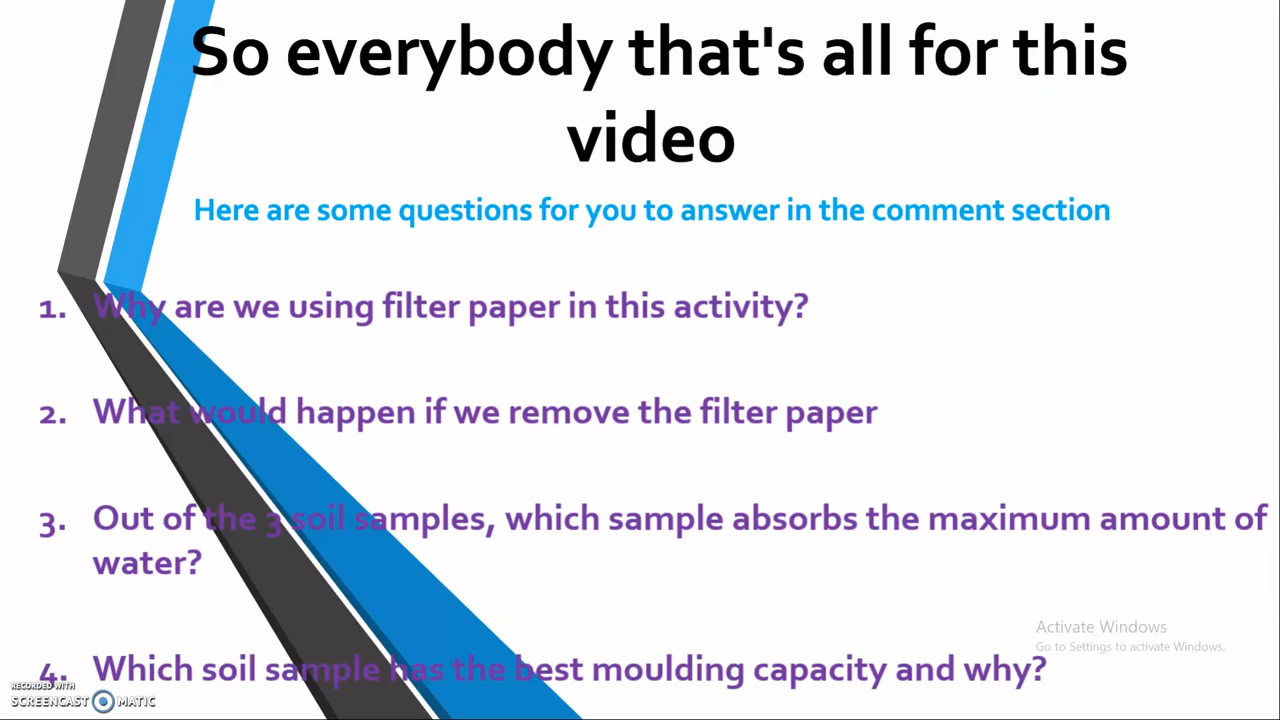 So everybody that's all for this
video
Here are some questions for you to answer in the comment section
1. Why are we using filter paper in this activity?
2. What would happen if we remove the filter paper
3. Out of the 3 soil samples, which sample absorbs the maximum amount of
water?
Activate Windows
Go to Settings to activate Windows.
4. Which soil sample has the best moulding capacity and why?
RECORDED WITH
SCREENCAST MATIC